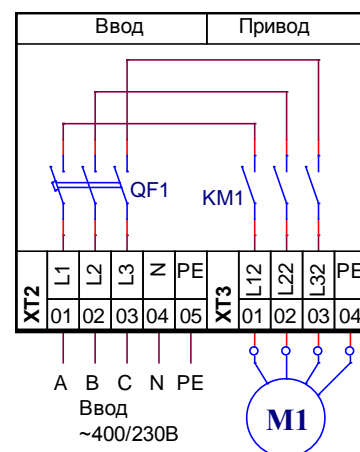 Ввод Привод
QF1 KM1
XT2 L1 L2 L3 N PE XT3 L12 L22 L32 PE
01 02 03 04 05 01 02 03 04
A B C N PE
Ввод
~400/230В
M1